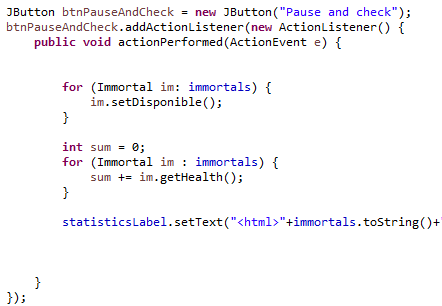 JButton btnPauseAndCheck = new JButton("Pause and check");
btnPauseAndCheck.addActionListener(new ActionListener() {
public void actionPerformed(ActionEvent e) {
for (Immortal im: immortals) {
im.setDisponible();
}
int sum = 0;
for (Immortal im : immortals) {
sum += im.getHealth();
}
statisticsLabel.setText("<html>"+immortals.toString()+"
}
});